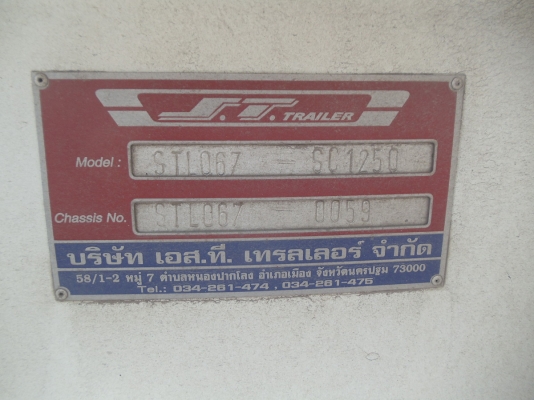 S.T. TRAILER
Model : STL067 - SC1250
Chassis No. STL067 - 0059
บริษัท เอส.ที. เทรลเลอร์ จำกัด
58/1-2 หมู่ 7 ตำบลหนองปากโลง อำเภอเมือง จังหวัดนครปฐม 73000
Tel.: 034-261-474 , 034-261-475